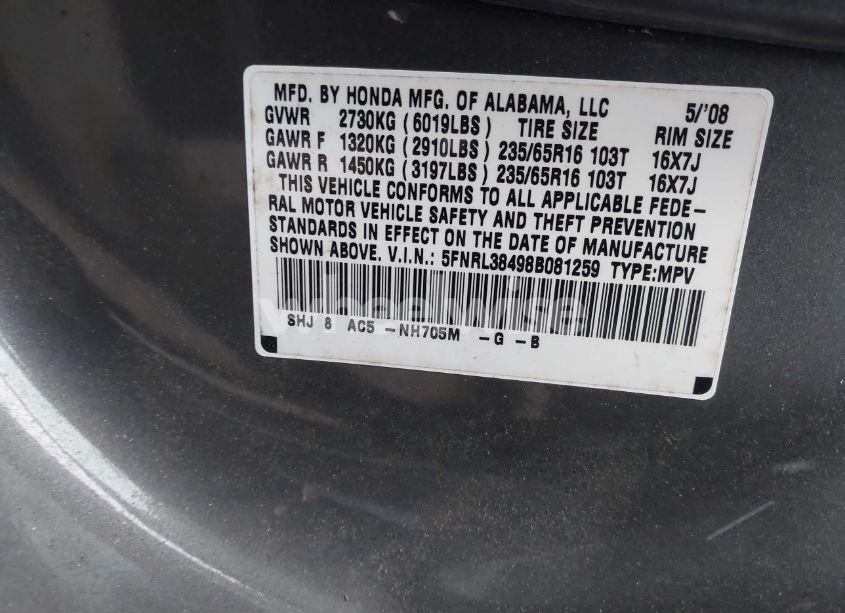 MFD. BY HONDA MFG. OF ALABAMA, LLC 5/'08
GVWR 2730KG (6019LBS) TIRE SIZE RIM SIZE
GAWR F 1320KG (2910LBS) 235/65R16 103T 16X7J
GAWR R 1450KG (3197LBS) 235/65R16 103T 16X7J
THIS VEHICLE CONFORMS TO ALL APPLICABLE FEDE-
RAL MOTOR VEHICLE SAFETY AND THEFT PREVENTION
STANDARDS IN EFFECT ON THE DATE OF MANUFACTURE
SHOWN ABOVE. V.I.N.: 5FNRL38498B081259 TYPE:MPV
SHJ 8 AC5 -NH705M -G -B